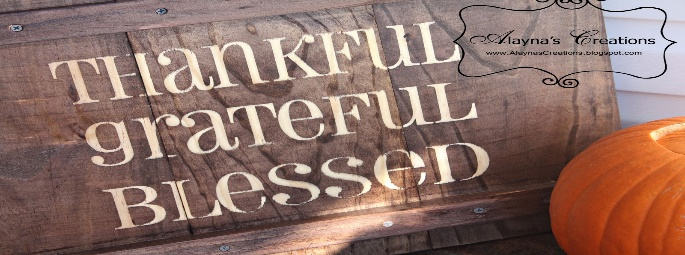 THankFuL
grateFuL
BLesseD
Alayna's Creations
www.AlaynasCreations.blogspot.com